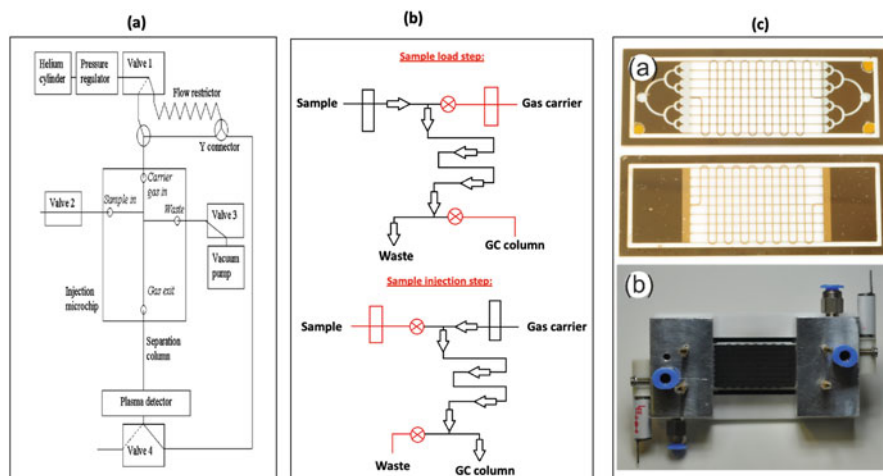 (a)
Helium
cylinder
Pressure
regulator
Valve 1
Flow restrictor
Y connector
Carrier
gas in
Sample in
Valve 2
Waste
Valve 3
Vacuum
pump
Gas exit
Injection
microchip
Separation
column
Plasma detector
Valve 4
(b)
Sample load step:
Sample
Gas carrier
Waste
GC column
Sample injection step:
Sample
Gas carrier
Waste
GC column
(c)
a
b